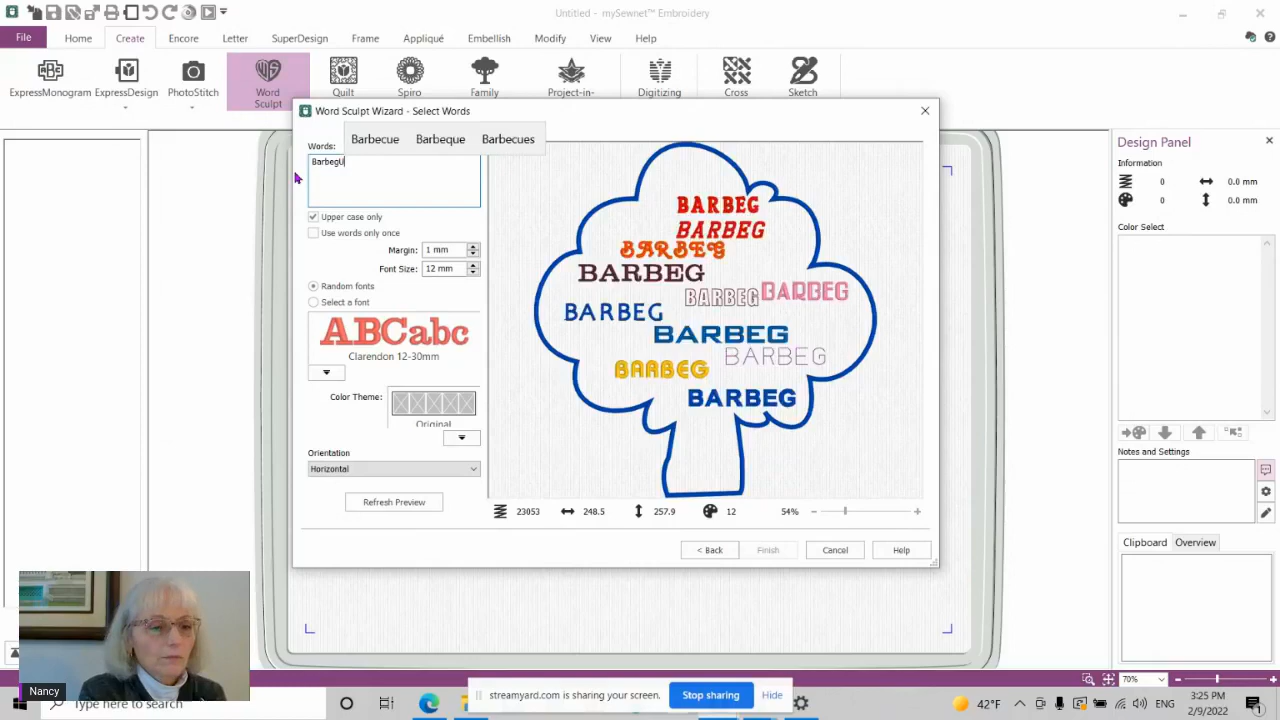 Untitled - mySewnet™ Embroidery
File Home Create Encore Letter SuperDesign Frame Appliqué Embellish Modify View Help
ExpressMonogram ExpressDesign PhotoStitch Word Sculpt Quilt Spiro Family Project-in- Digitizing Cross Sketch
Word Sculpt Wizard - Select Words
Barbecue Barbeque Barbecues
Words:
BarbegU
Upper case only
Use words only once
Margin: 1 mm
Font Size: 12 mm
Random fonts
Select a font
ABCabc
Clarendon 12-30mm
Color Theme:
Original
Orientation
Horizontal
Refresh Preview
BARBEG
BARBEG
BARBEG
BARBEG
BARBEG
BARBEG
BARBEG
BARBEG
BARBEG
BARBEG
BARBEG
23053 248.5 257.9 12 54%
< Back Finish Cancel Help
Design Panel
Information
0 0.0 mm
0 0.0 mm
Color Select
Notes and Settings
Clipboard Overview
70%
Nancy
streamyard.com is sharing your screen. Stop sharing Hide
Type here to search
42°F
3:25 PM
2/9/2022
1